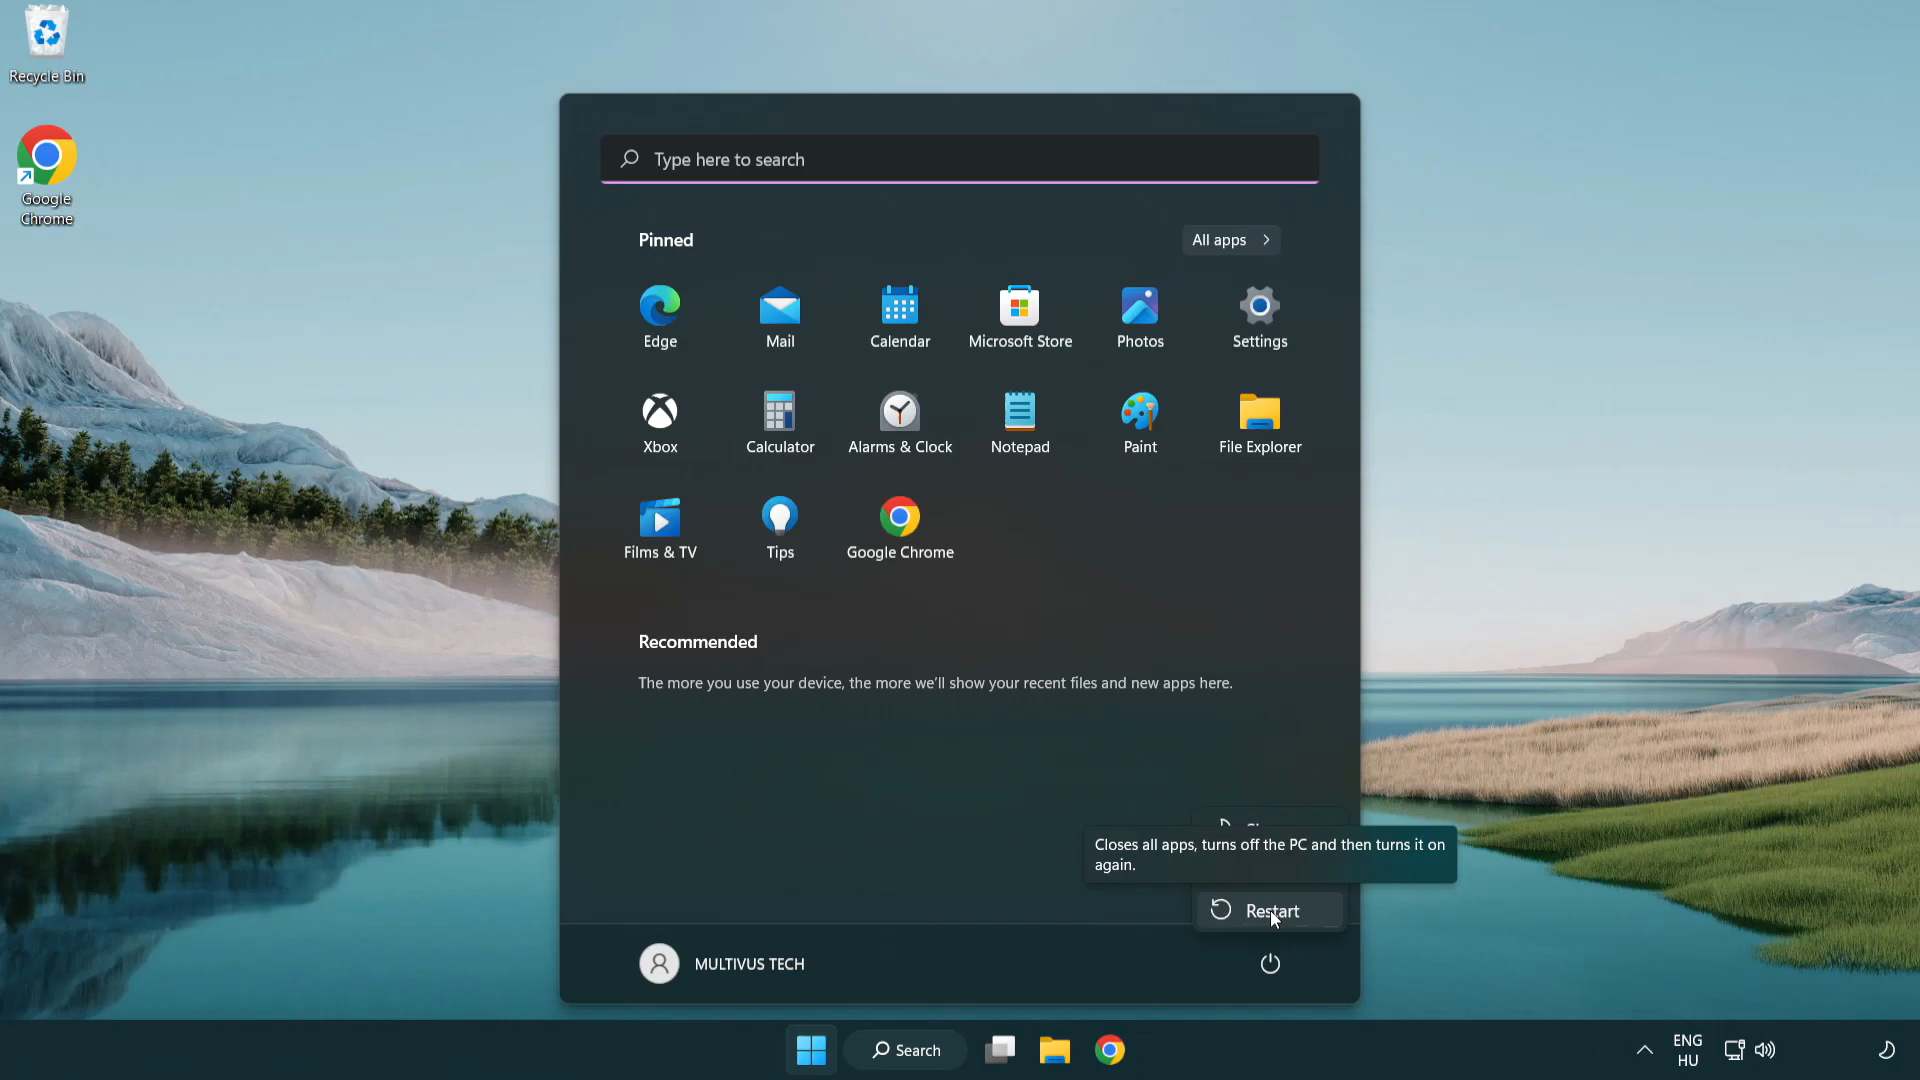 Recycle Bin
Google
Chrome
Type here to search
Pinned
All apps
Edge
Mail
Calendar
Microsoft Store
Photos
Settings
Xbox
Calculator
Alarms & Clock
Notepad
Paint
File Explorer
Films & TV
Tips
Google Chrome
Recommended
The more you use your device, the more we'll show your recent files and new apps here.
Closes all apps, turns off the PC and then turns it on
again.
Restart
MULTIVUS TECH
Search
ENG
HU